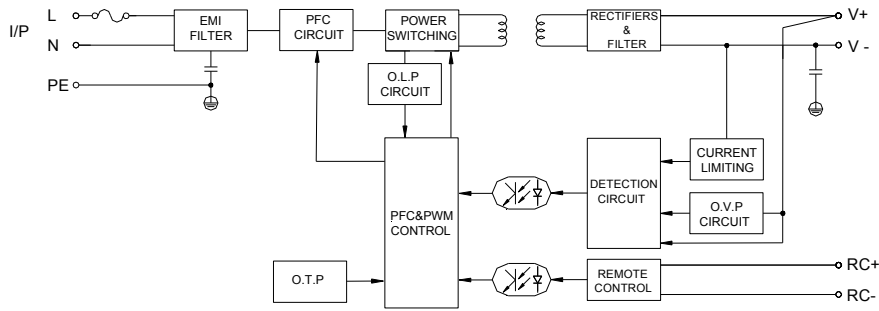 I/P
L
N
PE
EMI
FILTER
PFC
CIRCUIT
POWER
SWITCHING
RECTIFIERS
&
FILTER
V+
V -
O.L.P
CIRCUIT
PFC&PWM
CONTROL
DETECTION
CIRCUIT
CURRENT
LIMITING
O.V.P
CIRCUIT
O.T.P
REMOTE
CONTROL
RC+
RC-